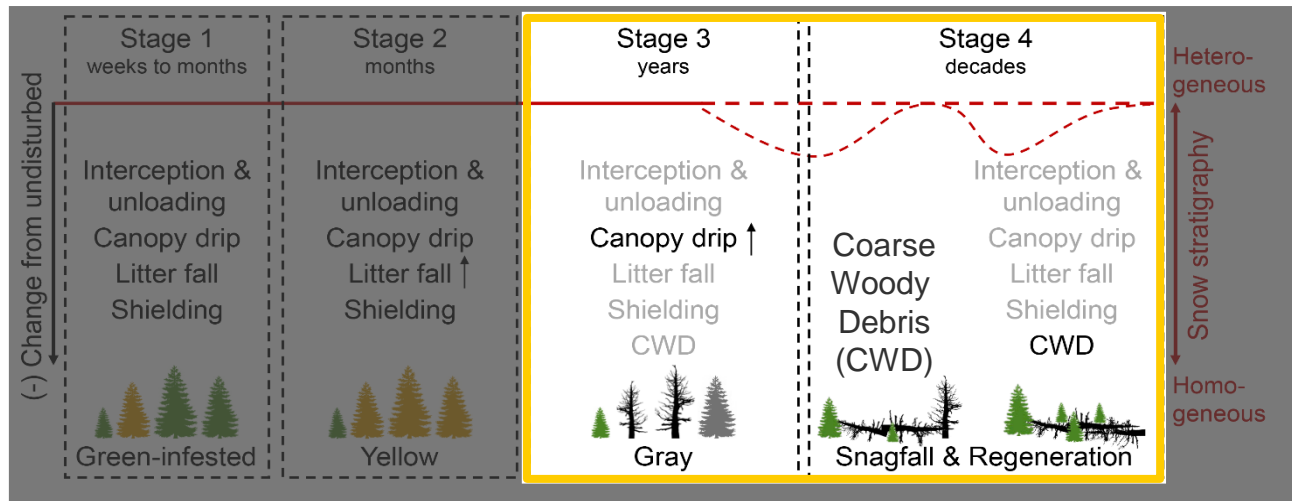 Stage 1
weeks to months
Stage 2
months
Stage 3
years
Stage 4
decades
Hetero-
geneous
(-) Change from undisturbed
Interception &
unloading
Canopy drip
Litter fall
Shielding
Green-infested
Interception &
unloading
Canopy drip
Litter fall ↑
Shielding
Yellow
Interception &
unloading
Canopy drip ↑
Litter fall
Shielding
CWD
Gray
Coarse
Woody
Debris
(CWD)
Interception &
unloading
Canopy drip
Litter fall
Shielding
CWD
Snagfall & Regeneration
Snow stratigraphy
Homo-
geneous